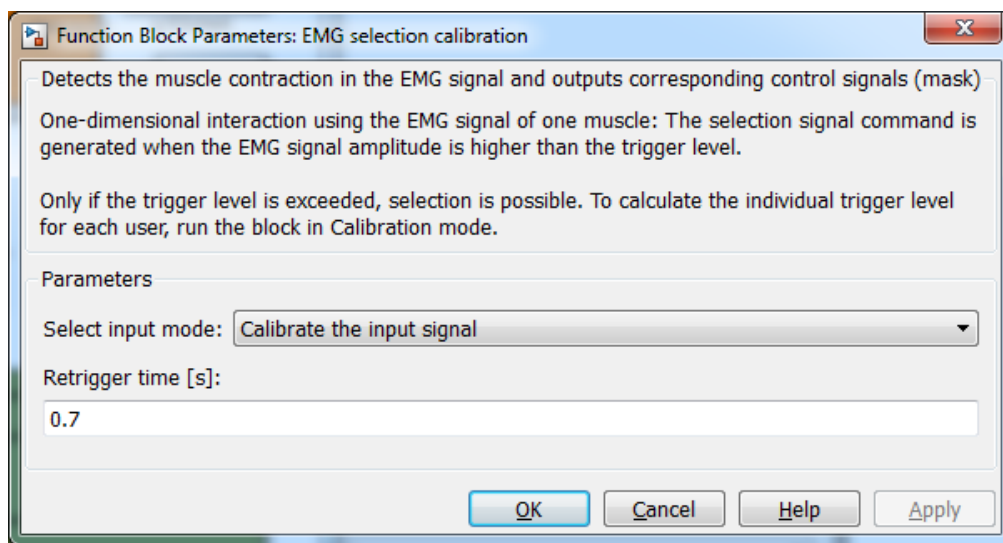 Function Block Parameters: EMG selection calibration
Detects the muscle contraction in the EMG signal and outputs corresponding control signals (mask)
One-dimensional interaction using the EMG signal of one muscle: The selection signal command is
generated when the EMG signal amplitude is higher than the trigger level.
Only if the trigger level is exceeded, selection is possible. To calculate the individual trigger level
for each user, run the block in Calibration mode.
Parameters
Select input mode: Calibrate the input signal
Retrigger time [s]:
0.7
OK Cancel Help Apply